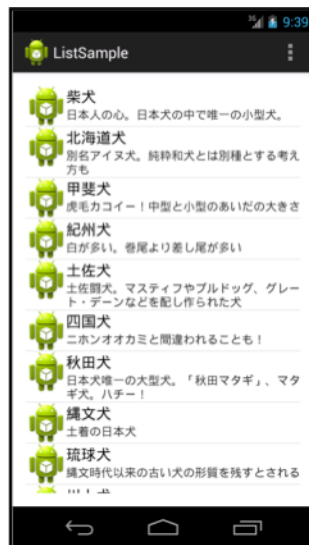 3G 9:39
ListSample
柴犬
日本人の心。日本犬の中で唯一の小型犬。
北海道犬
別名アイヌ犬。純粋和犬とは別種とする考え
方も
甲斐犬
虎毛カコイー！中型と小型のあいだの大きさ
紀州犬
白が多い。巻尾より差し尾が多い
土佐犬
土佐闘犬。マスティフやブルドッグ、グレー
ト・デーンなどを配し作られた犬
四国犬
ニホンオオカミと間違われることも！
秋田犬
日本犬唯一の大型犬。「秋田マタギ」、マタ
ギ犬。ハチー！
縄文犬
土着の日本犬
琉球犬
縄文時代以来の古い犬の形質を残すとされる